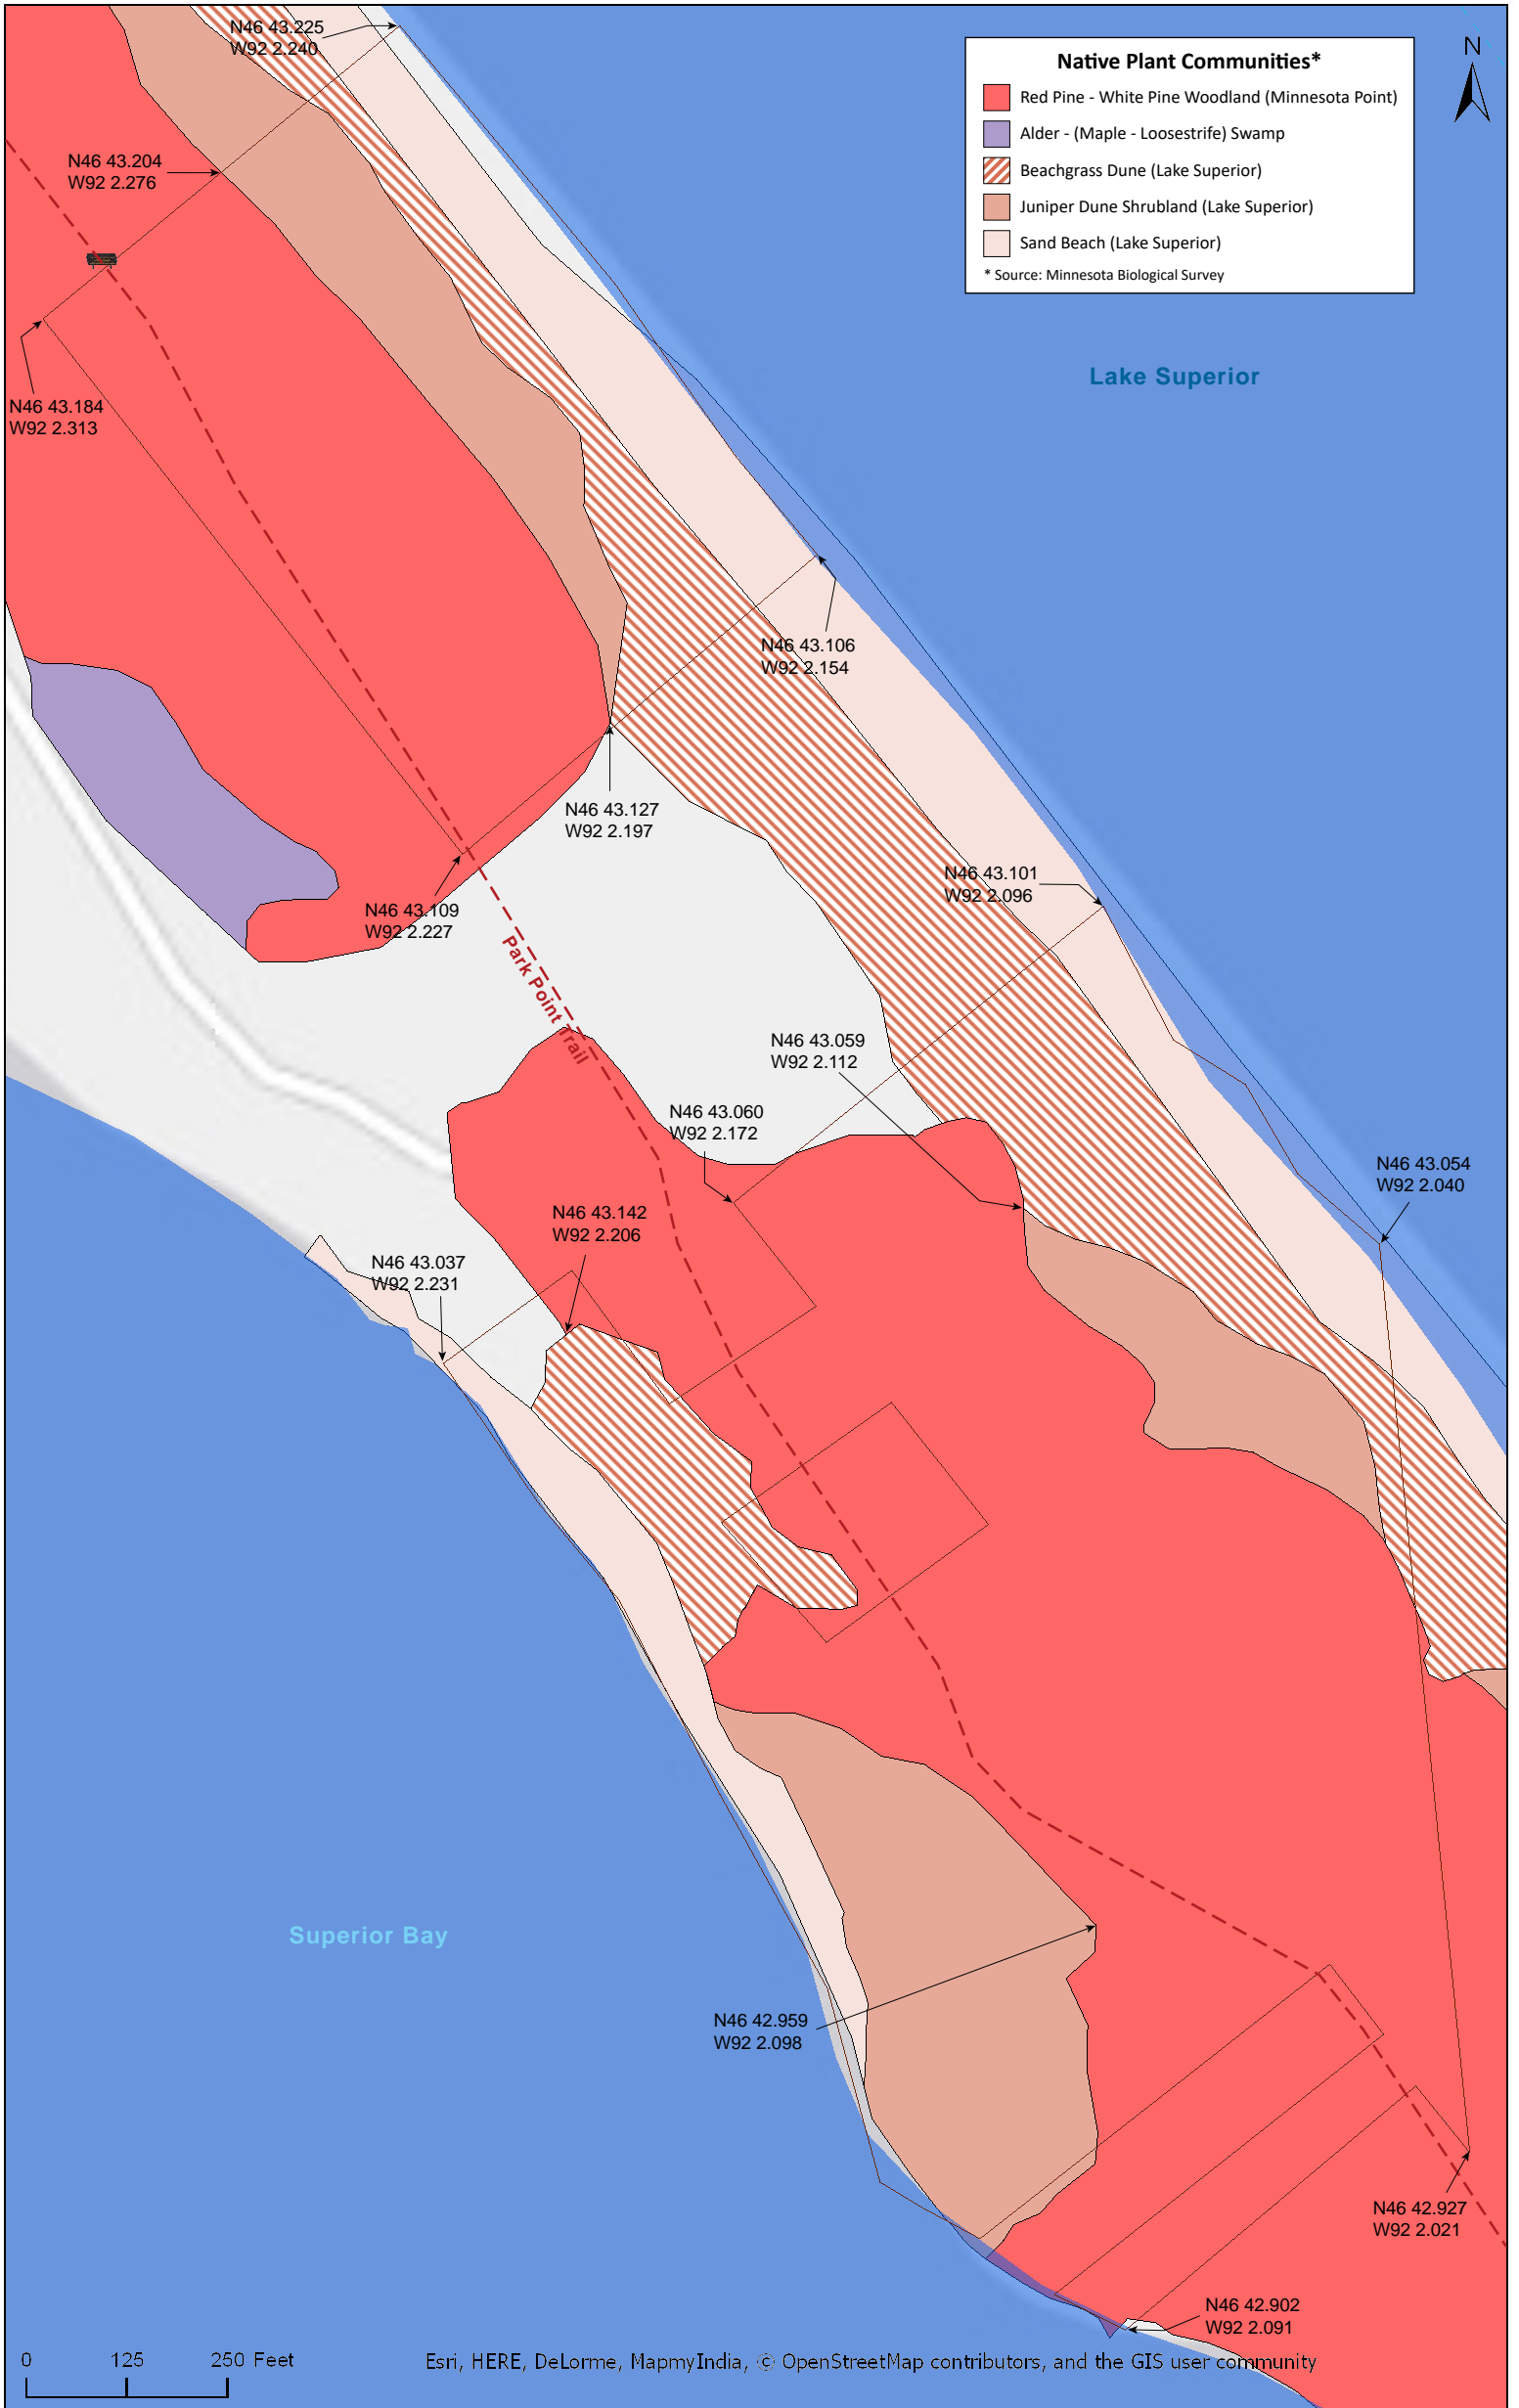 N46 43.225
W92 2.240
Native Plant Communities*
Red Pine - White Pine Woodland (Minnesota Point)
Alder - (Maple - Loosestrife) Swamp
Beachgrass Dune (Lake Superior)
Juniper Dune Shrubland (Lake Superior)
Sand Beach (Lake Superior)
* Source: Minnesota Biological Survey
N
N46 43.204
W92 2.276
Lake Superior
N46 43.184
W92 2.313
N46 43.106
W92 2.154
N46 43.127
W92 2.197
N46 43.101
W92 2.096
N46 43.109
W92 2.227
Park Point Trail
N46 43.059
W92 2.112
N46 43.060
W92 2.172
N46 43.054
W92 2.040
N46 43.142
W92 2.206
N46 43.037
W92 2.231
Superior Bay
N46 42.959
W92 2.098
N46 42.927
W92 2.021
N46 42.902
W92 2.091
0 125 250 Feet
Esri, HERE, DeLorme, MapmyIndia, © OpenStreetMap contributors, and the GIS user community